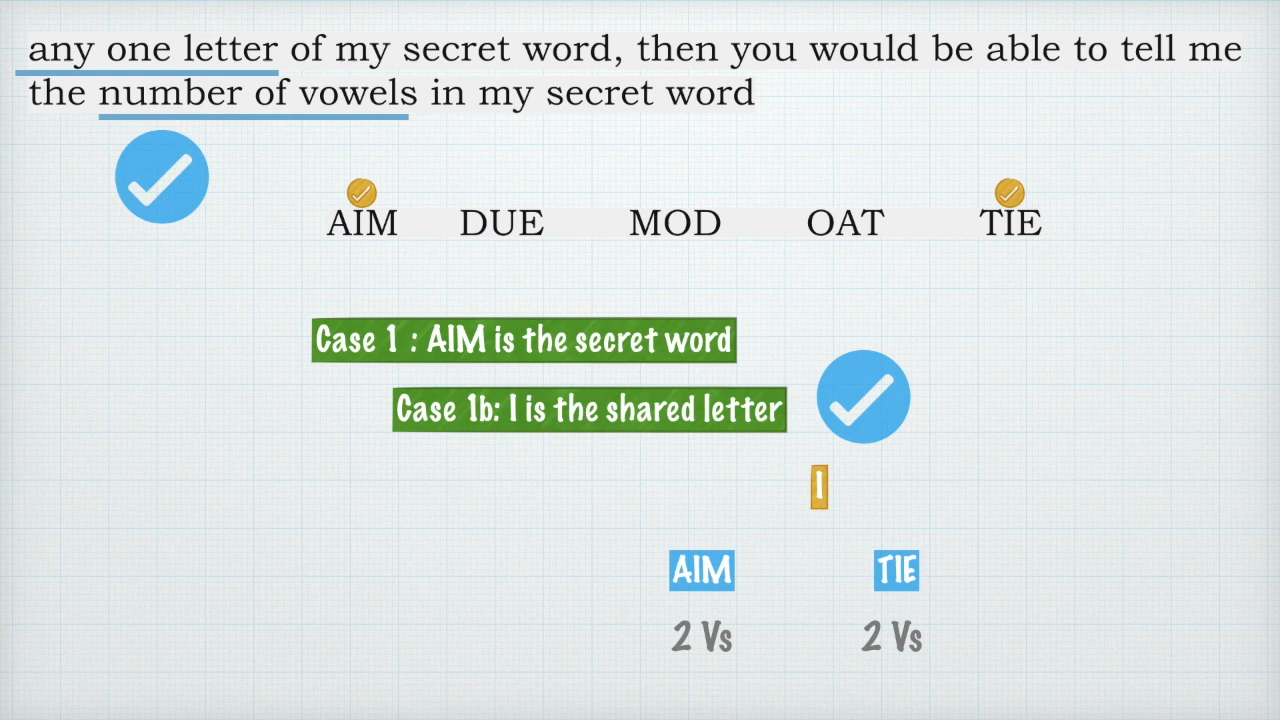 any one letter of my secret word, then you would be able to tell me
the number of vowels in my secret word
AIM DUE MOD OAT TIE
Case 1 : AIM is the secret word
Case 1b: I is the shared letter
I
AIM TIE
2 Vs 2 Vs